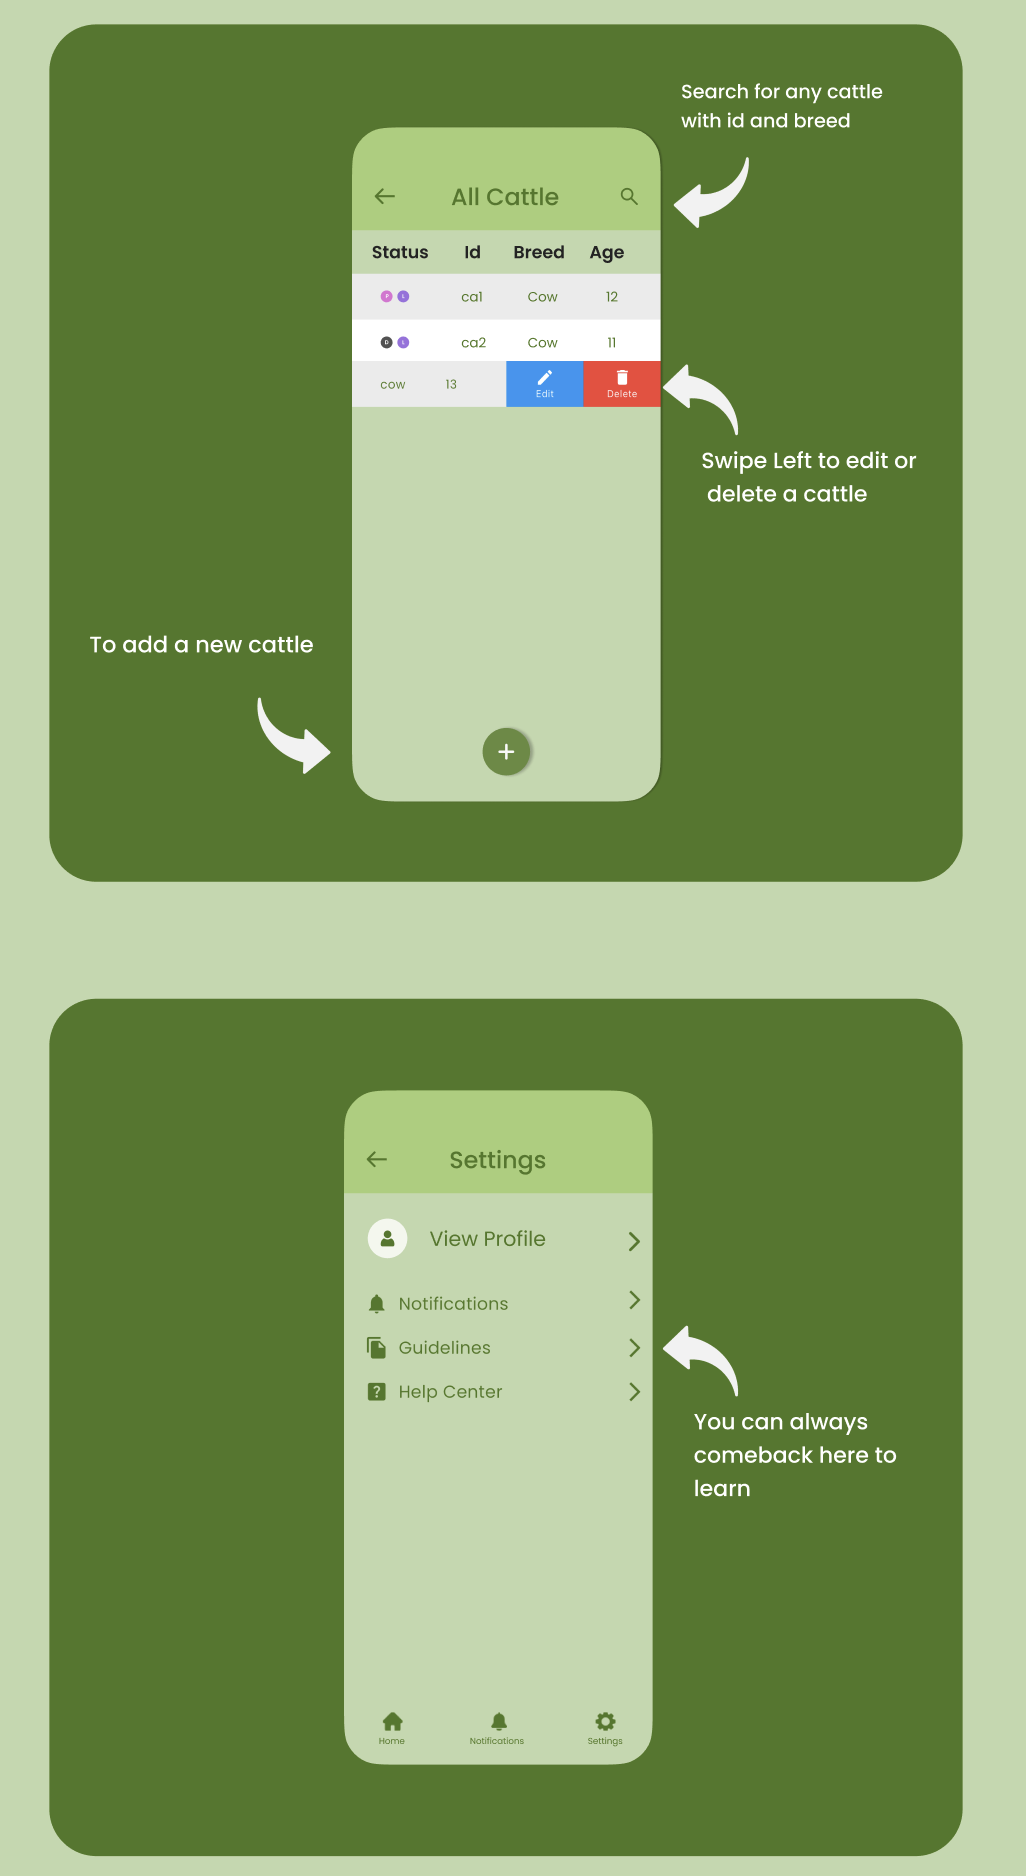 Search for any cattle
with id and breed
All Cattle
Status Id Breed Age
P L ca1 Cow 12
D L ca2 Cow 11
cow 13 Edit Delete
Swipe Left to edit or
delete a cattle
To add a new cattle
+
Settings
View Profile
Notifications
Guidelines
? Help Center
You can always
comeback here to
learn
Home Notifications Settings